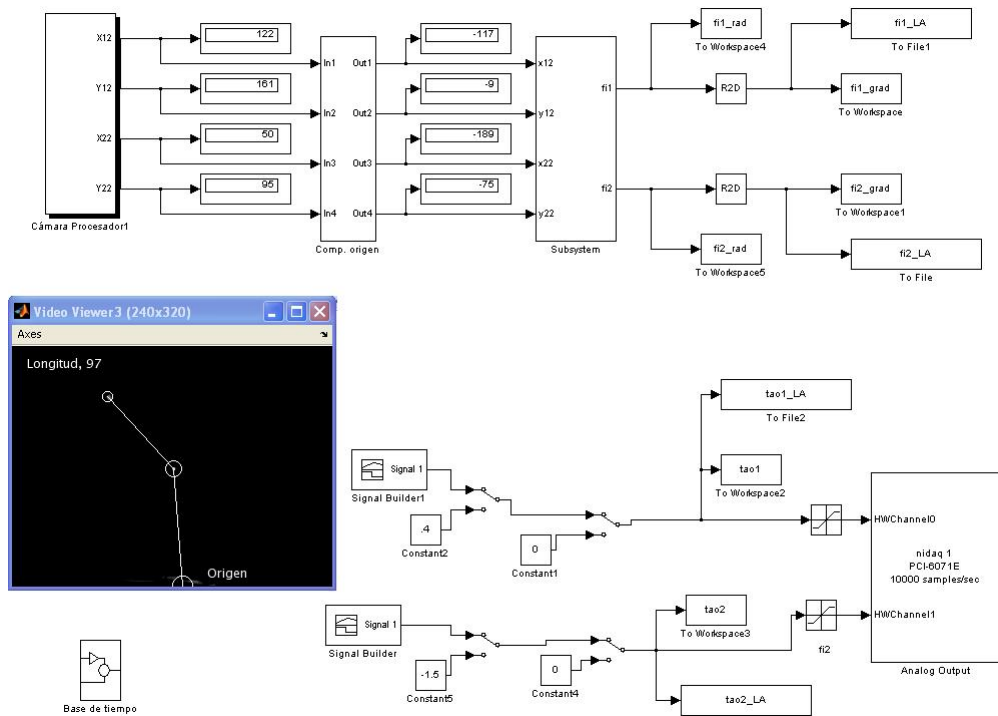 X12
Y12
X22
Y22
Cámara Procesador1
122
161
50
95
In1
In2
In3
In4
Out1
Out2
Out3
Out4
Comp. origen
-117
-9
-189
-75
x12
y12
x22
y22
fi1
fi2
Subsystem
fi1_rad
To Workspace4
fi1_LA
To File1
R2D
fi1_grad
To Workspace
R2D
fi2_grad
To Workspace1
fi2_rad
To Workspace5
fi2_LA
To File
Video Viewer3 (240x320)
Axes
Longitud, 97
Origen
Base de tiempo
Signal 1
Signal Builder1
.4
Constant2
0
Constant1
tao1_LA
To File2
tao1
To Workspace2
HWChannel0
nidaq 1
PCI-6071E
10000 samples/sec
HWChannel1
Analog Output
Signal 1
Signal Builder
-1.5
Constant5
0
Constant4
tao2
To Workspace3
fi2
tao2_LA